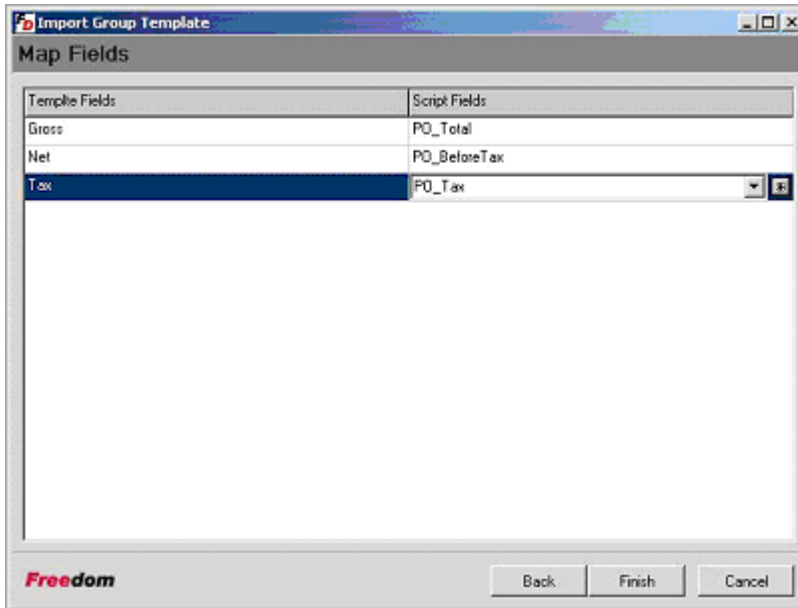 Import Group Template
Map Fields
Templte Fields Script Fields
Gross PO_Total
Net PO_BeforeTax
Tax PO_Tax
Freedom Back Finish Cancel